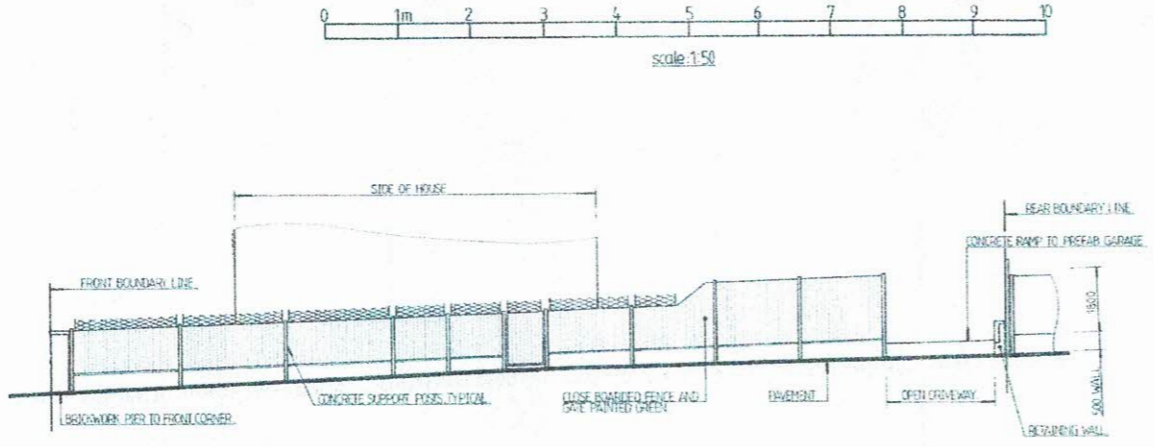 0 1m 2 3 4 5 6 7 8 9 10
scale:1:50
SIDE OF HOUSE
REAR BOUNDARY LINE
CONCRETE RAMP TO PREFAB GARAGE
FRONT BOUNDARY LINE
1800
CONCRETE SUPPORT POSTS, TYPICAL
CLOSE BOARDED FENCE AND
GATE PAINTED GREEN
PAVEMENT
OPEN DRIVEWAY
500 WALL
BRICKWORK PIER TO FRONT CORNER
RETAINING WALL